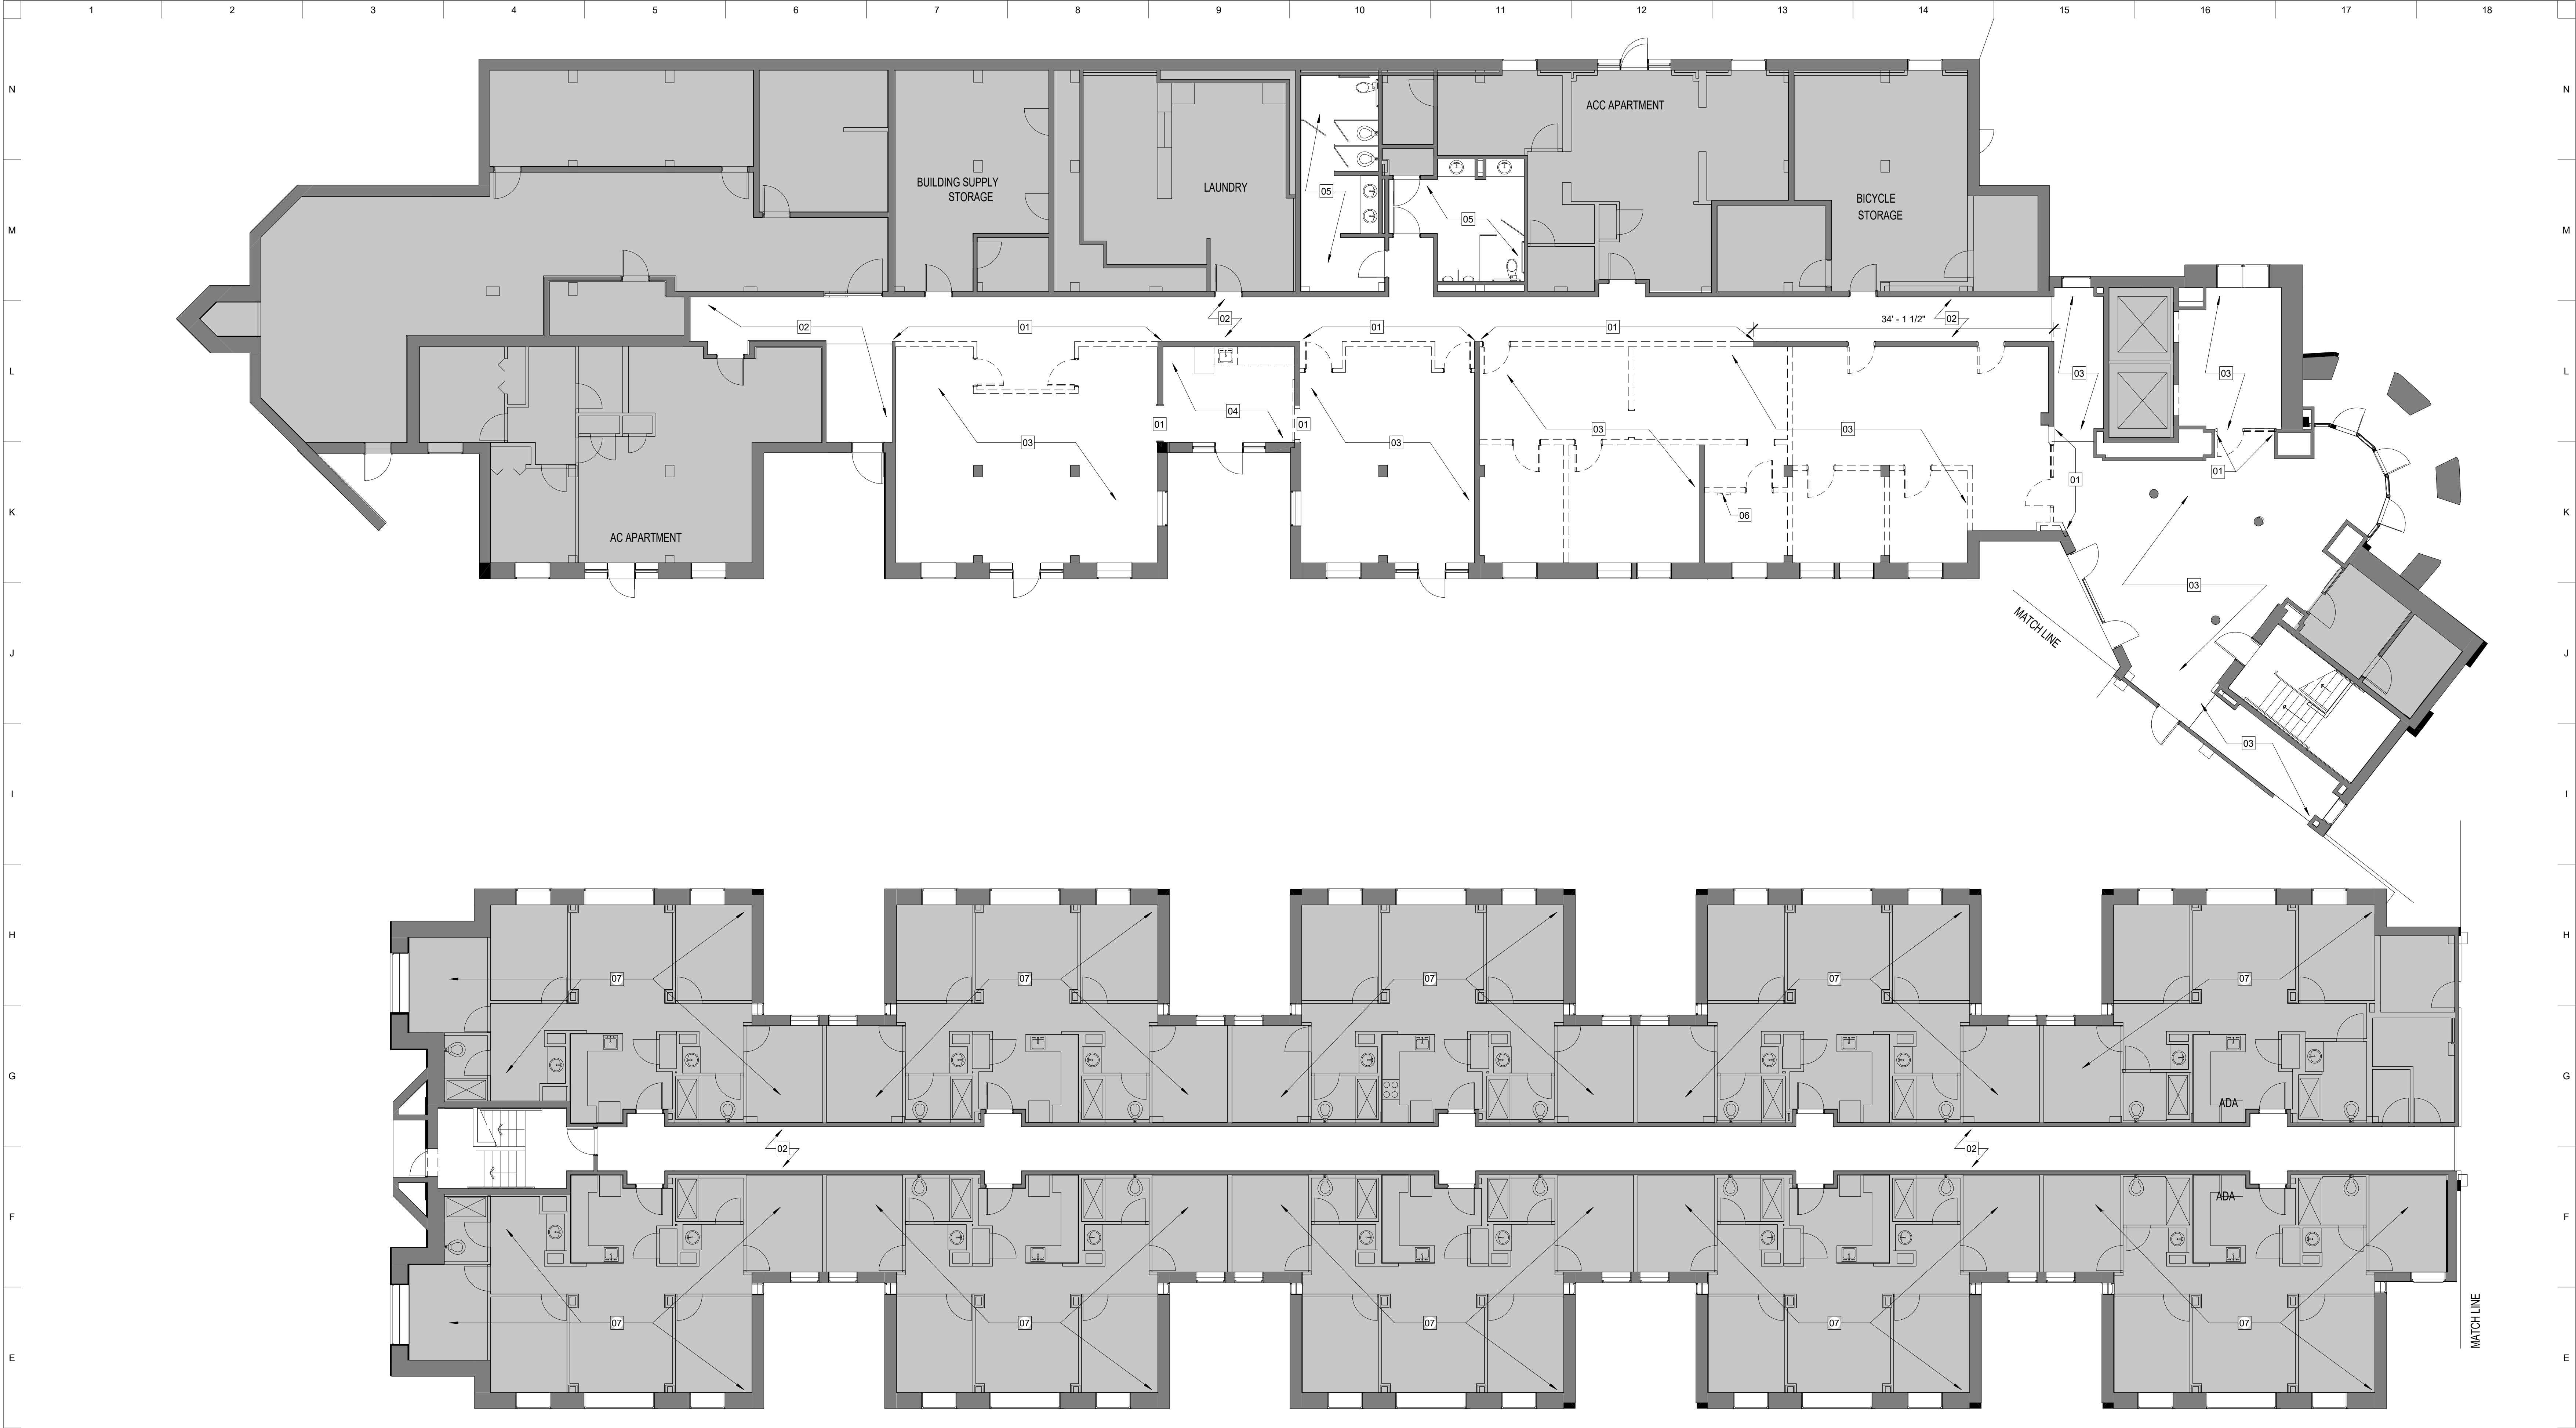 1 2 3 4 5 6 7 8 9 10 11 12 13 14 15 16 17 18
N N
ACC APARTMENT
BUILDING SUPPLY
STORAGE
LAUNDRY
05
05
BICYCLE
STORAGE
M M
02 01 02 01 01 34' - 1 1/2" 02
L L
03 03
04
01 01
03 03 03 03
01 01
K K
06
AC APARTMENT
03
MATCH LINE
J J
03
I I
H H
07 07 07 07 07
G G
ADA
02 02
F F
ADA
07 07 07 07 07
MATCH LINE
E E